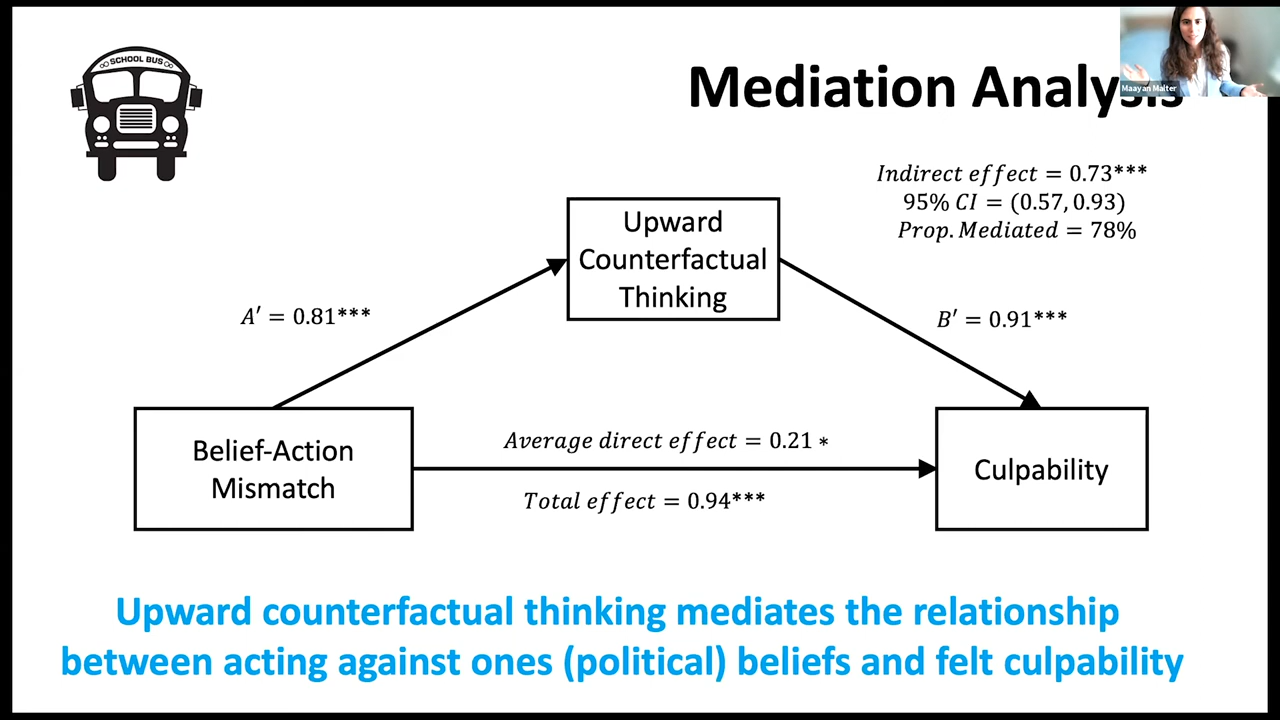 SCHOOL BUS
Mediation Analysis
Maayan Malter
Indirect effect = 0.73***
95% CI = (0.57, 0.93)
Prop. Mediated = 78%
Upward
Counterfactual
Thinking
A′ = 0.81***
B′ = 0.91***
Belief-Action
Mismatch
Average direct effect = 0.21 *
Total effect = 0.94***
Culpability
Upward counterfactual thinking mediates the relationship
between acting against ones (political) beliefs and felt culpability